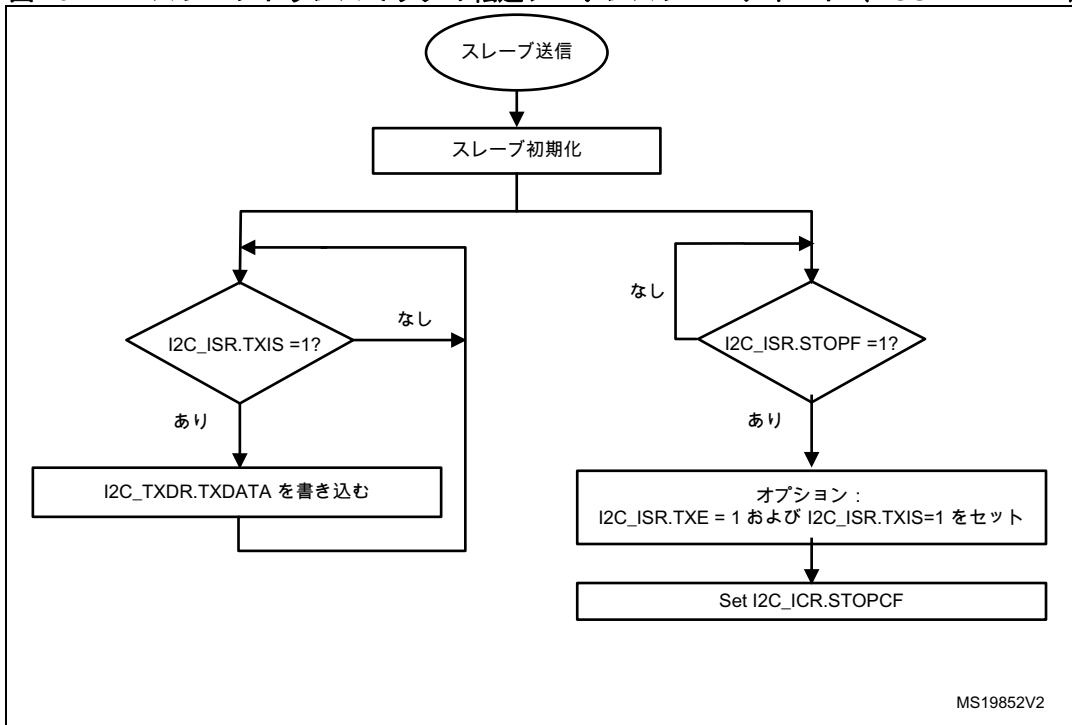 スレーブ送信
スレーブ初期化
I2C_ISR.TXIS =1?
なし
あり
I2C_TXDR.TXDATA を書き込む
なし
I2C_ISR.STOPF =1?
あり
オプション :
I2C_ISR.TXE = 1 および I2C_ISR.TXIS=1 をセット
Set I2C_ICR.STOPCF
MS19852V2